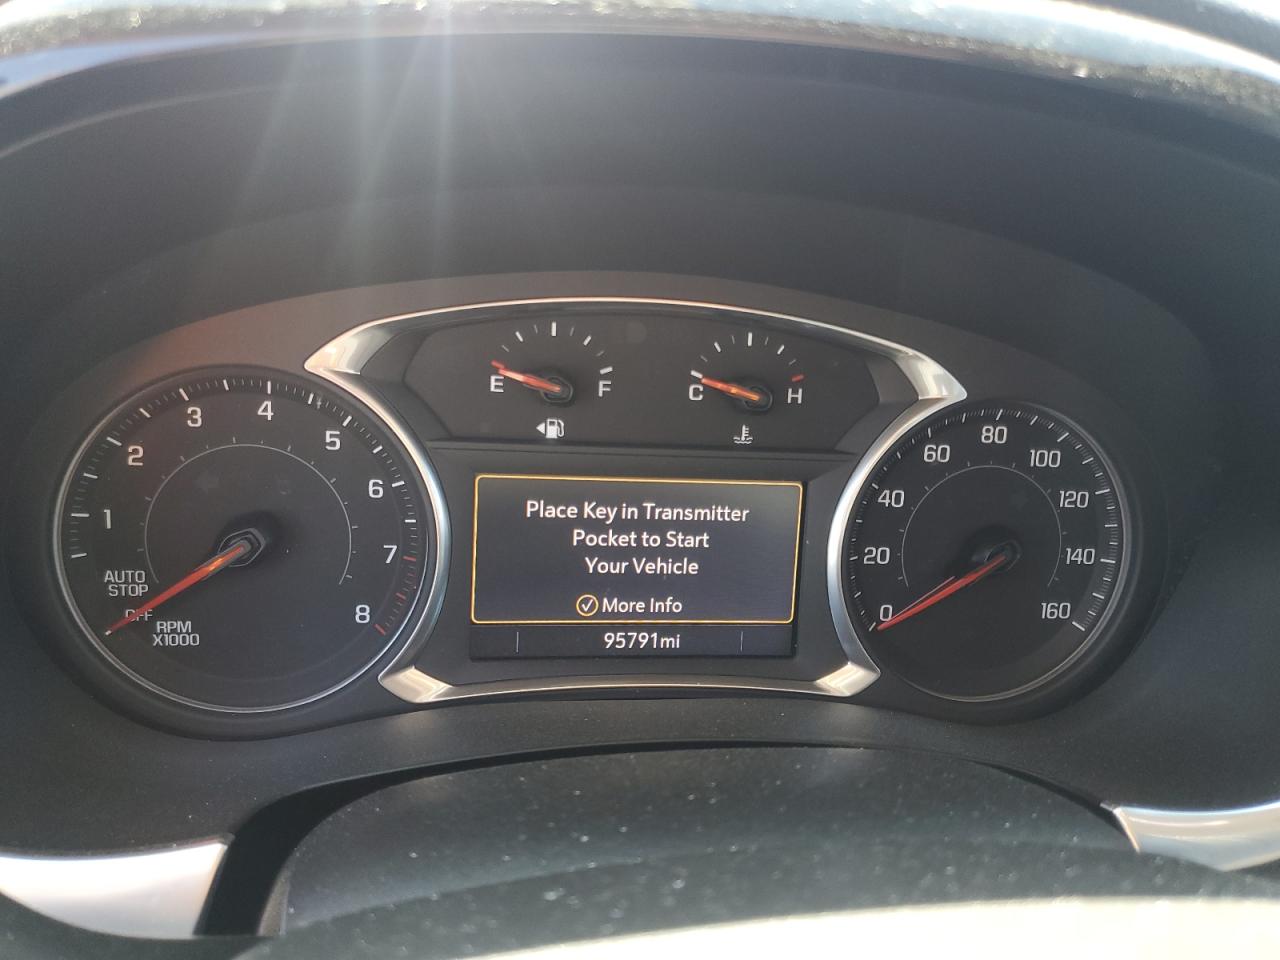 E
F
C
H
1
2
3
4
5
6
7
8
AUTO
STOP
OFF
RPM
X1000
Place Key in Transmitter
Pocket to Start
Your Vehicle
More Info
95791mi
0
20
40
60
80
100
120
140
160